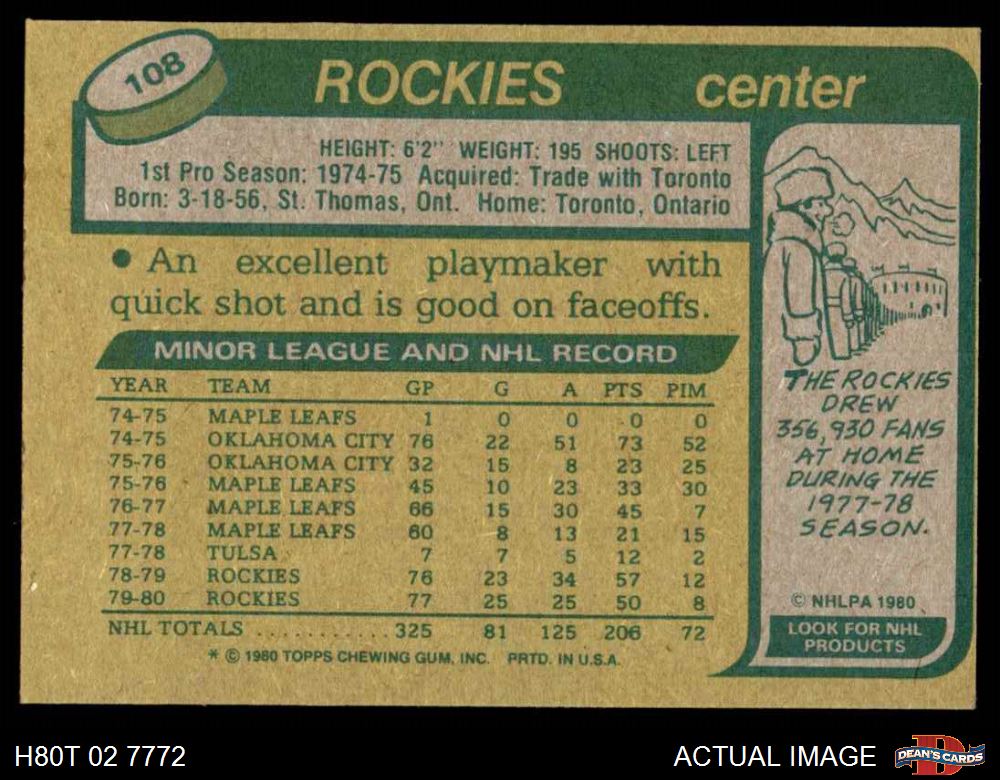 108
ROCKIES center
HEIGHT: 6'2" WEIGHT: 195 SHOOTS: LEFT
1st Pro Season: 1974-75 Acquired: Trade with Toronto
Born: 3-18-56, St. Thomas, Ont. Home: Toronto, Ontario
• An excellent playmaker with
quick shot and is good on faceoffs.
MINOR LEAGUE AND NHL RECORD
YEAR TEAM GP G A PTS PIM
74-75 MAPLE LEAFS 1 0 0 0 0
74-75 OKLAHOMA CITY 76 22 51 73 52
75-76 OKLAHOMA CITY 32 15 8 23 25
75-76 MAPLE LEAFS 45 10 23 33 30
76-77 MAPLE LEAFS 66 15 30 45 7
77-78 MAPLE LEAFS 60 8 13 21 15
77-78 TULSA 7 7 5 12 2
78-79 ROCKIES 76 23 34 57 12
79-80 ROCKIES 77 25 25 50 8
NHL TOTALS ........... 325 81 125 206 72
* © 1980 TOPPS CHEWING GUM, INC. PRTD. IN U.S.A.
THE ROCKIES
DREW
356,930 FANS
AT HOME
DURING THE
1977-78
SEASON.
© NHLPA 1980
LOOK FOR NHL
PRODUCTS
H80T 02 7772
ACTUAL IMAGE
D
DEAN'S CARDS